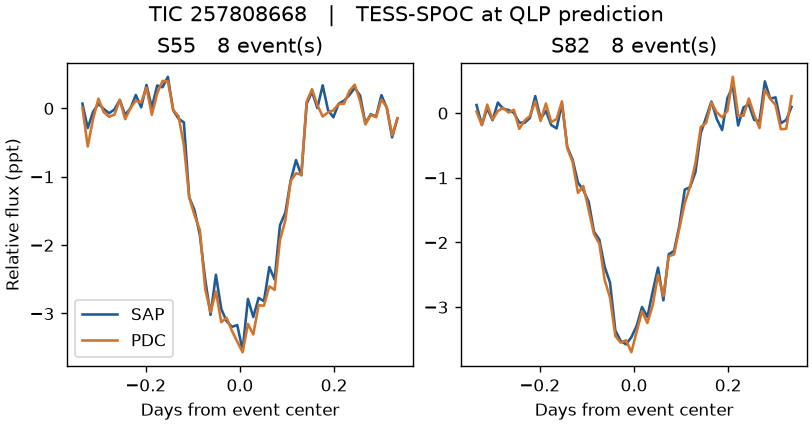 TIC 257808668 | TESS-SPOC at QLP prediction
S55 8 event(s)
S82 8 event(s)
Relative flux (ppt)
0
−1
−2
−3
SAP
PDC
−0.2
0.0
0.2
Days from event center
0
−1
−2
−3
−0.2
0.0
0.2
Days from event center